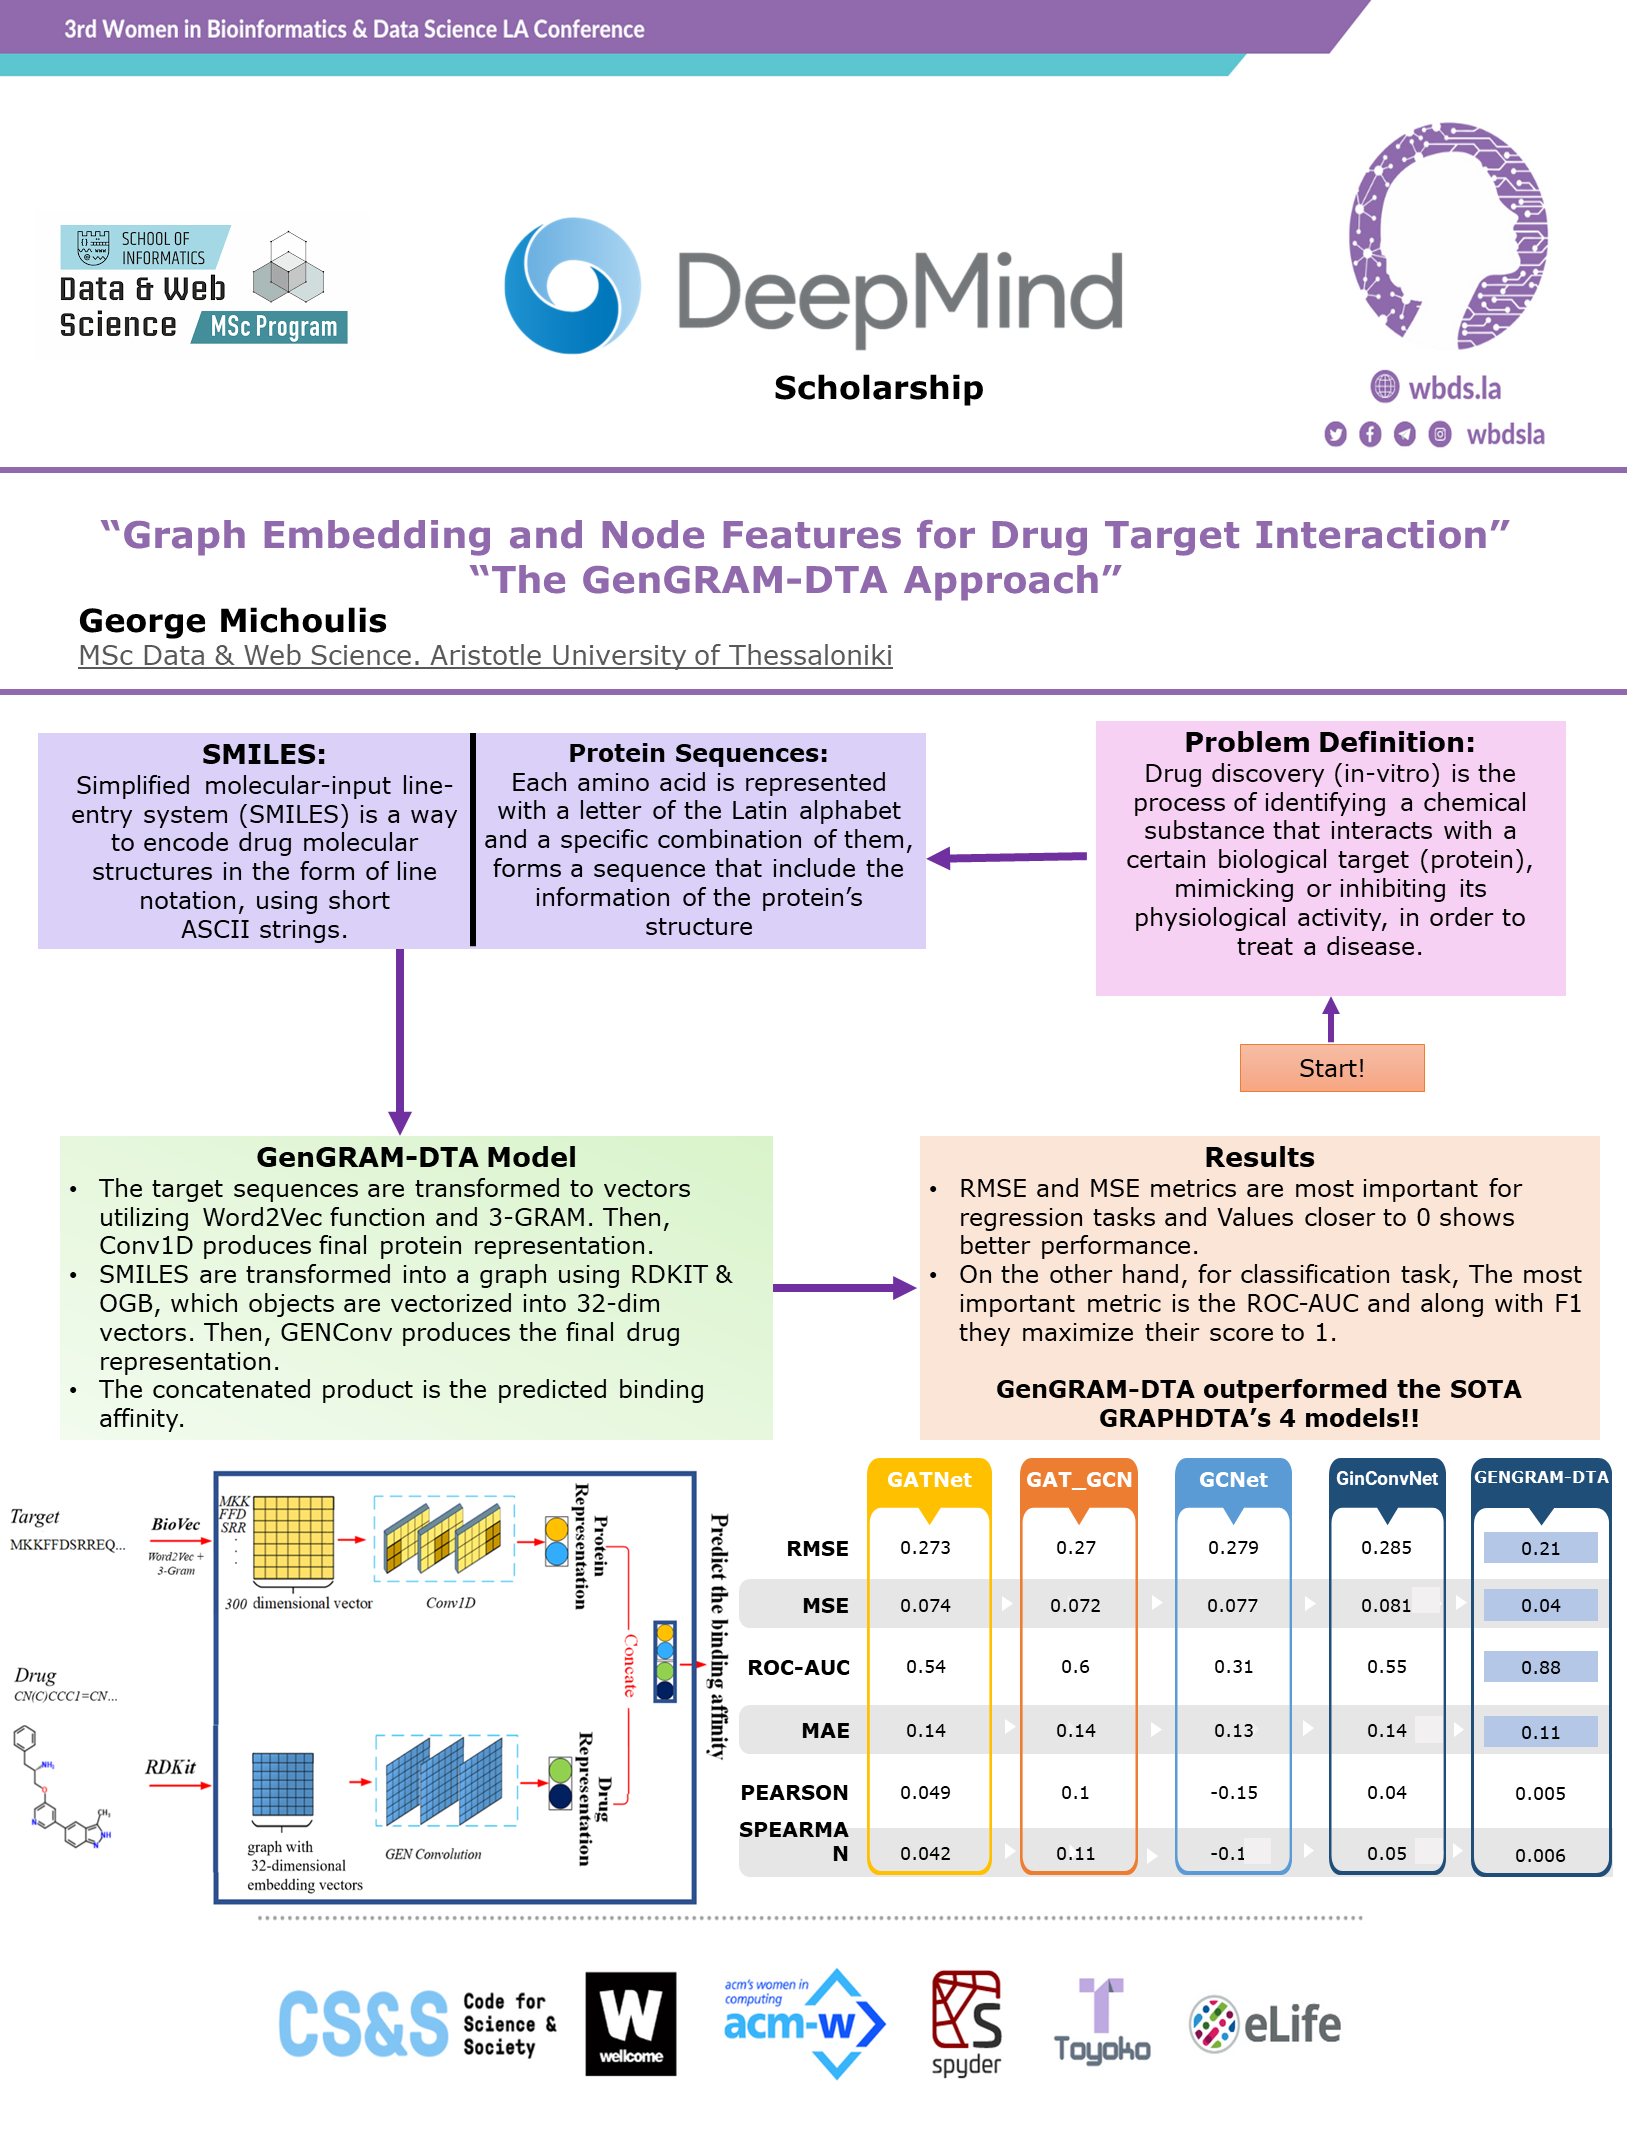 3rd Women in Bioinformatics & Data Science LA Conference
SCHOOL OF
INFORMATICS
Data & Web
Science MSc Program
DeepMind
Scholarship
wbds.la
wbdsla
“Graph Embedding and Node Features for Drug Target Interaction”
“The GenGRAM-DTA Approach”
George Michoulis
MSc Data & Web Science. Aristotle University of Thessaloniki
Problem Definition:
Drug discovery (in-vitro) is the
process of identifying a chemical
substance that interacts with a
certain biological target (protein),
mimicking or inhibiting its
physiological activity, in order to
treat a disease.
Start!
SMILES:
Simplified molecular-input line-
entry system (SMILES) is a way
to encode drug molecular
structures in the form of line
notation, using short
ASCII strings.
Protein Sequences:
Each amino acid is represented
with a letter of the Latin alphabet
and a specific combination of them,
forms a sequence that include the
information of the protein’s
structure
GenGRAM-DTA Model
• The target sequences are transformed to vectors
utilizing Word2Vec function and 3-GRAM. Then,
Conv1D produces final protein representation.
• SMILES are transformed into a graph using RDKIT &
OGB, which objects are vectorized into 32-dim
vectors. Then, GENConv produces the final drug
representation.
• The concatenated product is the predicted binding
affinity.
Results
• RMSE and MSE metrics are most important for
regression tasks and Values closer to 0 shows
better performance.
• On the other hand, for classification task, The most
important metric is the ROC-AUC and along with F1
they maximize their score to 1.
GenGRAM-DTA outperformed the SOTA
GRAPHDTA’s 4 models!!
Target
MKKFFDSRREQ...
BioVec
Word2Vec +
3-Gram
MKK
FFD
SRR
.
.
.
300 dimensional vector
Conv1D
Protein
Representation
Concate
Predict the binding affinity
Drug
CN(C)CCC1=CN...
NH₂
O
N
CH₃
NH
N
RDKit
graph with
32-dimensional
embedding vectors
GEN Convolution
Drug
Representation
GATNet GAT_GCN GCNet GinConvNet GENGRAM-DTA
RMSE 0.273 0.27 0.279 0.285 0.21
MSE 0.074 0.072 0.077 0.081 0.04
ROC-AUC 0.54 0.6 0.31 0.55 0.88
MAE 0.14 0.14 0.13 0.14 0.11
PEARSON 0.049 0.1 -0.15 0.04 0.005
SPEARMA
N 0.042 0.11 -0.1 0.05 0.006
CS&S
Code for
Science &
Society
W
wellcome
acm's women in
computing
acm-w
S
spyder
T
Toyoko
eLife